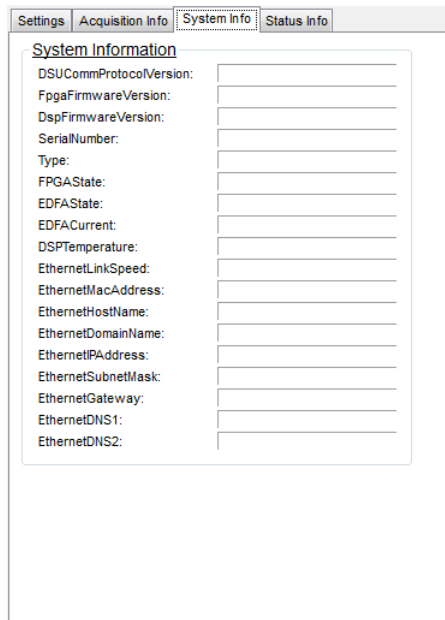 Settings Acquisition Info System Info Status Info
System Information
DSUCommProtocolVersion:
FpgaFirmwareVersion:
DspFirmwareVersion:
SerialNumber:
Type:
FPGAState:
EDFAState:
EDFACurrent:
DSPTemperature:
EthernetLinkSpeed:
EthernetMacAddress:
EthernetHostName:
EthernetDomainName:
EthernetIPAddress:
EthernetSubnetMask:
EthernetGateway:
EthernetDNS1:
EthernetDNS2: